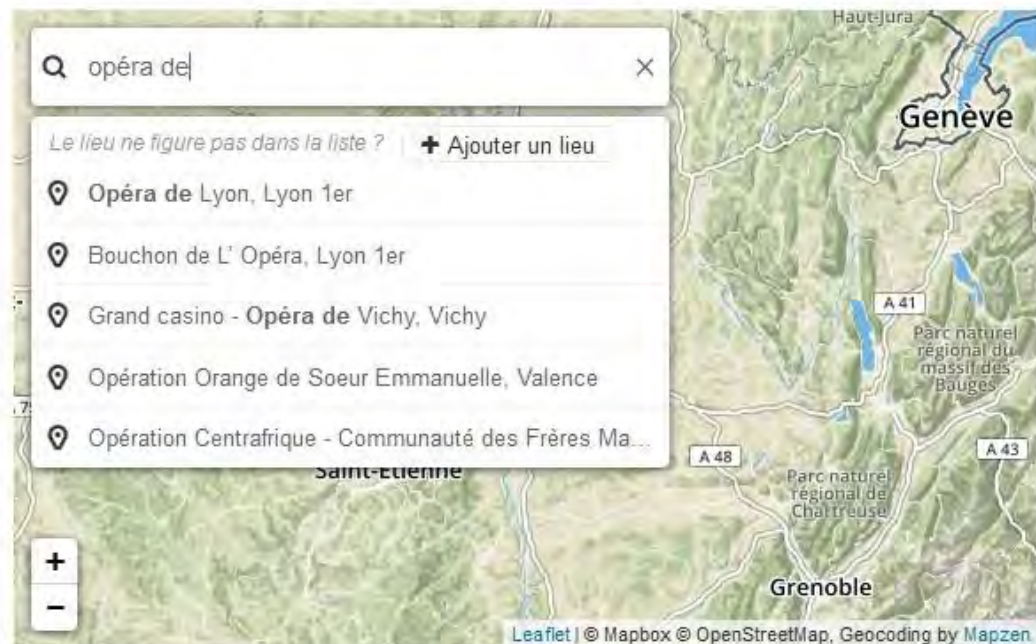 Haut-Jura
opéra de
Genève
Le lieu ne figure pas dans la liste ? Ajouter un lieu
Opéra de Lyon, Lyon 1er
Bouchon de L' Opéra, Lyon 1er
Grand casino - Opéra de Vichy, Vichy
A 41
Parc naturel
régional du
massif des
Bauges
Opération Orange de Soeur Emmanuelle, Valence
Opération Centrafrique - Communauté des Frères Ma...
A 48
A 43
Saint-Étienne
Parc naturel
régional de
Chartreuse
+
Grenoble
−
Leaflet | © Mapbox © OpenStreetMap, Geocoding by Mapzen